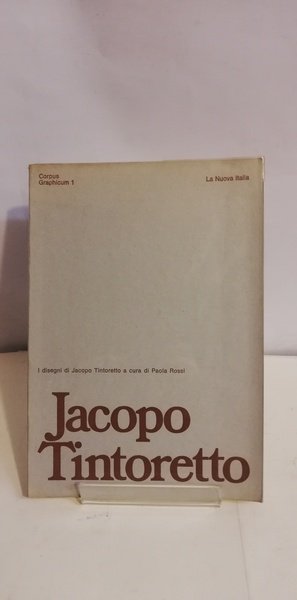 Corpus
Graphicum 1
La Nuova Italia
I disegni di Jacopo Tintoretto a cura di Paola Rossi
Jacopo
Tintoretto